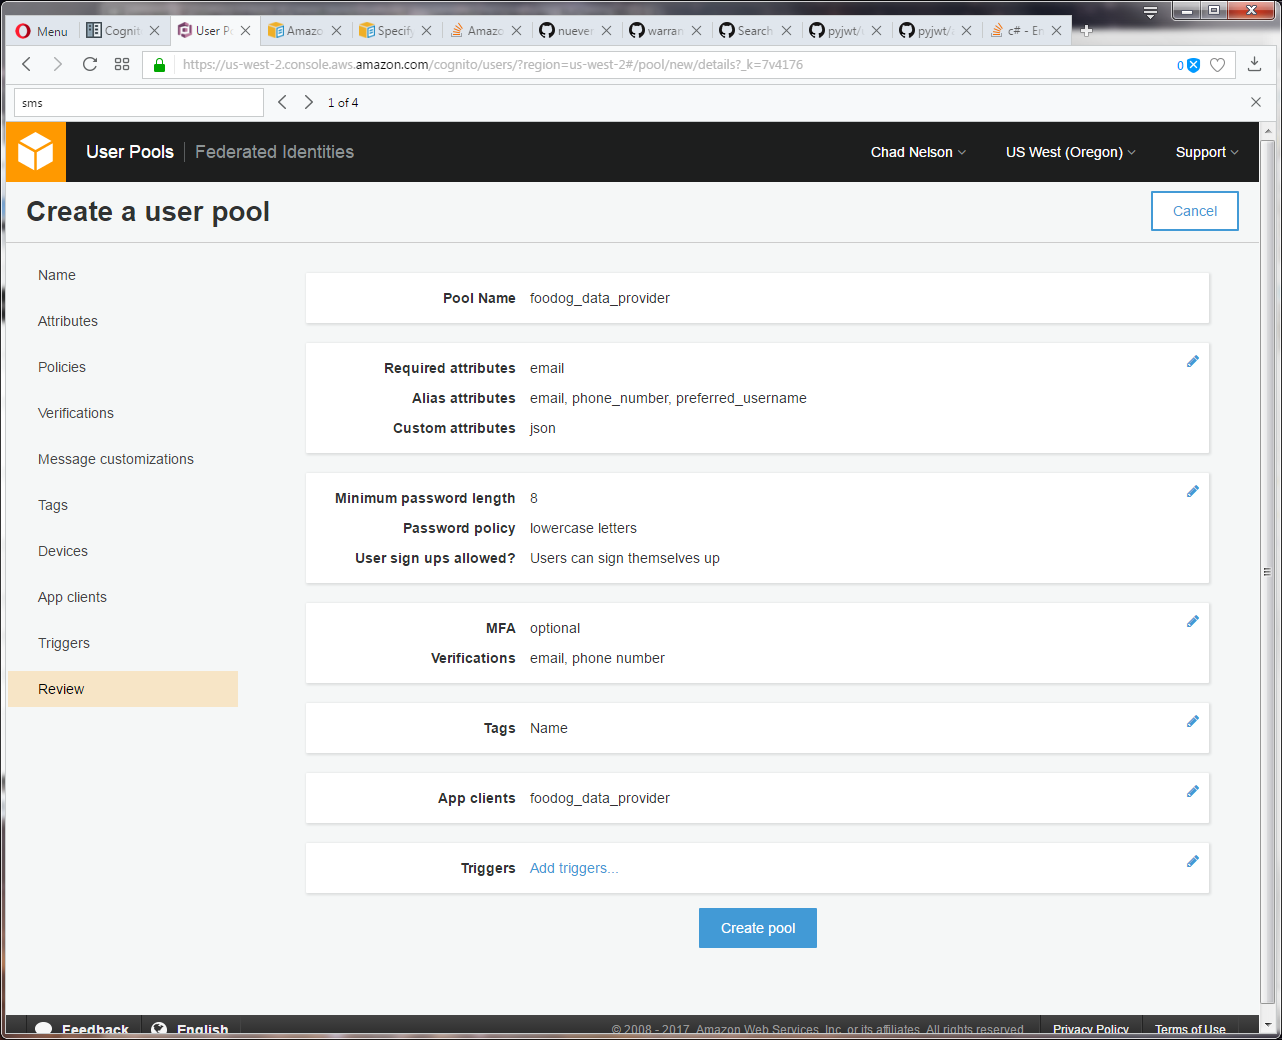 Menu
Cognit
User P
Amazo
Specify
Amazo
nuever
warran
Search
pyjwt/
pyjwt/
c# - En
https://us-west-2.console.aws.amazon.com/cognito/users/?region=us-west-2#/pool/new/details?_k=7v4176
0
sms
1 of 4
User Pools
Federated Identities
Chad Nelson
US West (Oregon)
Support
Create a user pool
Cancel
Name
Attributes
Policies
Verifications
Message customizations
Tags
Devices
App clients
Triggers
Review
Pool Name foodog_data_provider
Required attributes email
Alias attributes email, phone_number, preferred_username
Custom attributes json
Minimum password length 8
Password policy lowercase letters
User sign ups allowed? Users can sign themselves up
MFA optional
Verifications email, phone number
Tags Name
App clients foodog_data_provider
Triggers Add triggers...
Create pool
Feedback
English
© 2008 - 2017, Amazon Web Services, Inc. or its affiliates. All rights reserved.
Privacy Policy
Terms of Use